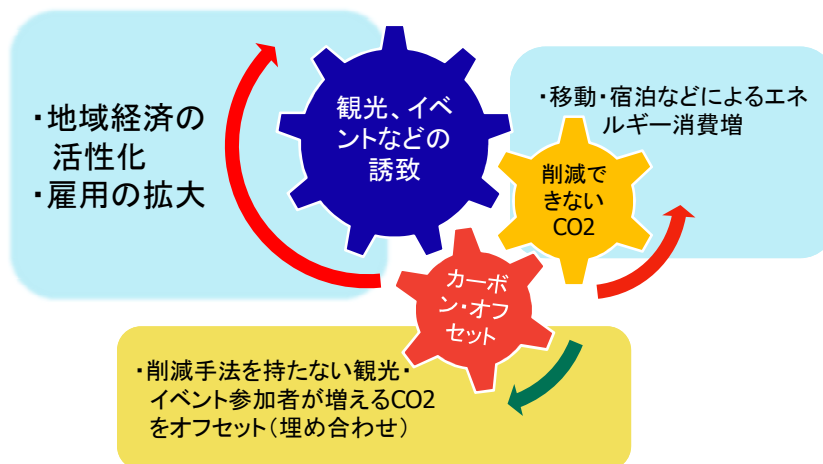 ・地域経済の
活性化
・雇用の拡大
観光、イベ
ントなどの
誘致
・移動・宿泊などによるエネ
ルギー消費増
削減で
きない
CO2
カーボ
ン・オフ
セット
・削減手法を持たない観光・
イベント参加者が増えるCO2
をオフセット（埋め合わせ）